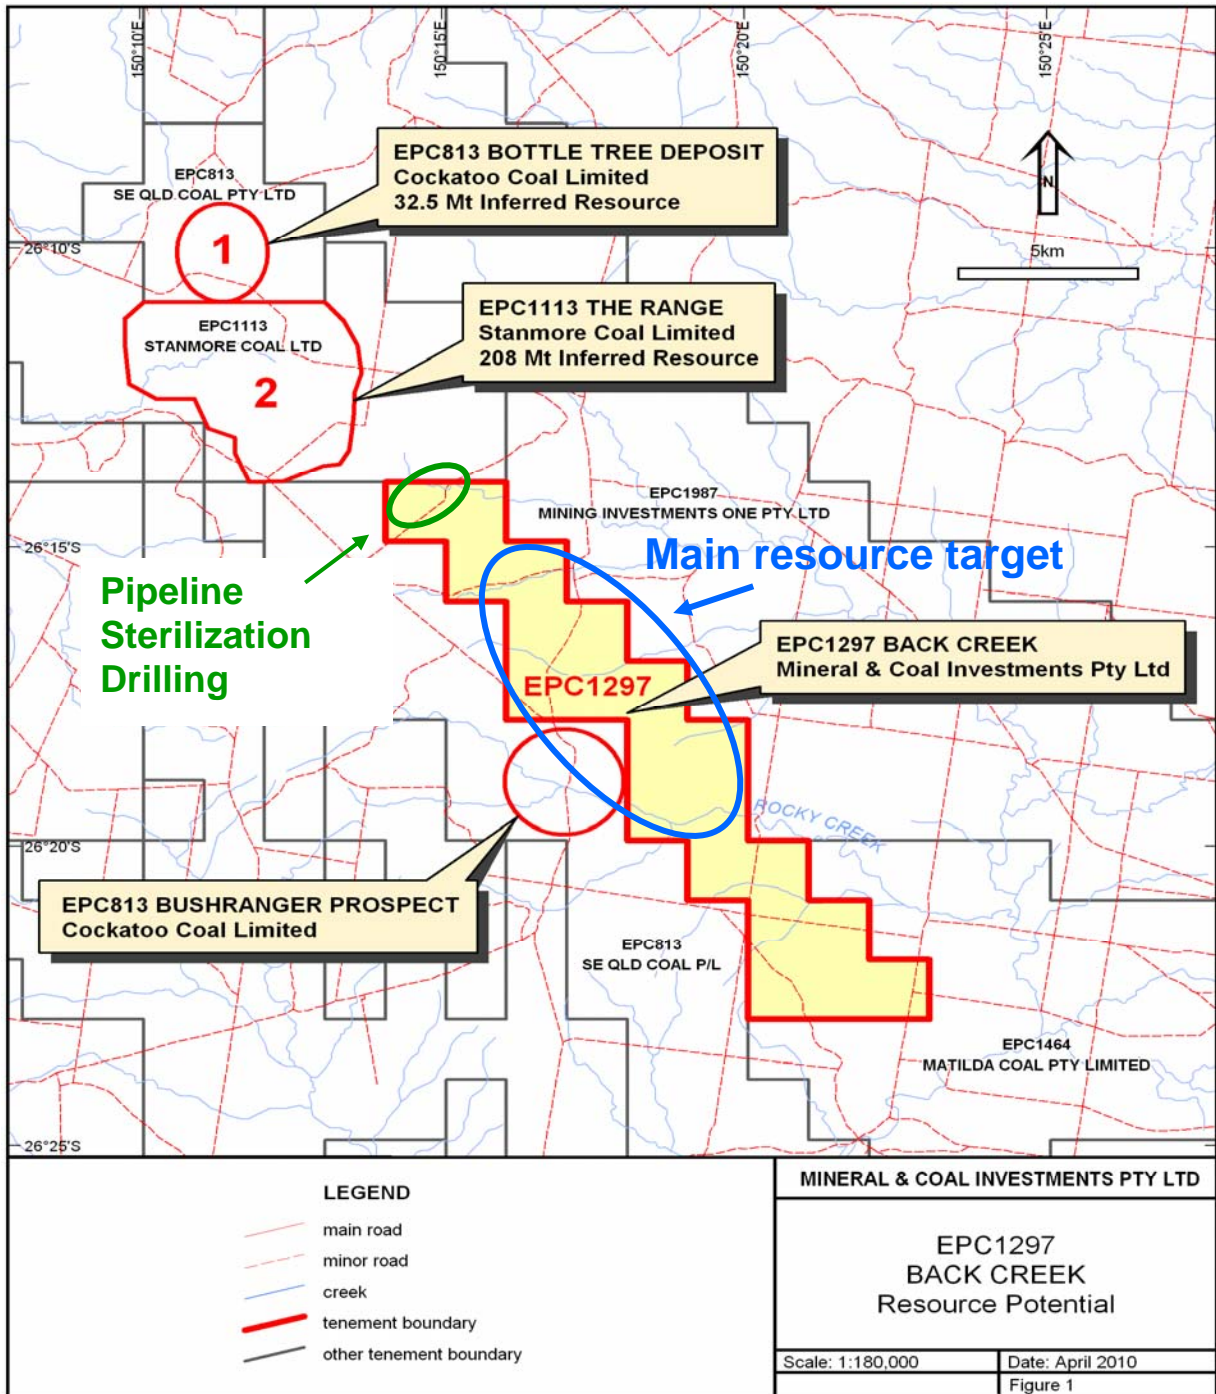 150°10'E
150°15'E
150°20'E
150°25'E
EPC813 BOTTLE TREE DEPOSIT
Cockatoo Coal Limited
32.5 Mt Inferred Resource
EPC813
SE QLD COAL PTY LTD
N
1
26°10'S
5km
EPC1113 THE RANGE
Stanmore Coal Limited
208 Mt Inferred Resource
EPC1113
STANMORE COAL LTD
2
EPC1987
MINING INVESTMENTS ONE PTY LTD
26°15'S
Main resource target
Pipeline
Sterilization
Drilling
EPC1297 BACK CREEK
Mineral & Coal Investments Pty Ltd
EPC1297
ROCKY CREEK
26°20'S
EPC813 BUSHRANGER PROSPECT
Cockatoo Coal Limited
EPC813
SE QLD COAL P/L
EPC1464
MATILDA COAL PTY LIMITED
26°25'S
LEGEND
main road
minor road
creek
tenement boundary
other tenement boundary
MINERAL & COAL INVESTMENTS PTY LTD
EPC1297
BACK CREEK
Resource Potential
Scale: 1:180,000
Date: April 2010
Figure 1